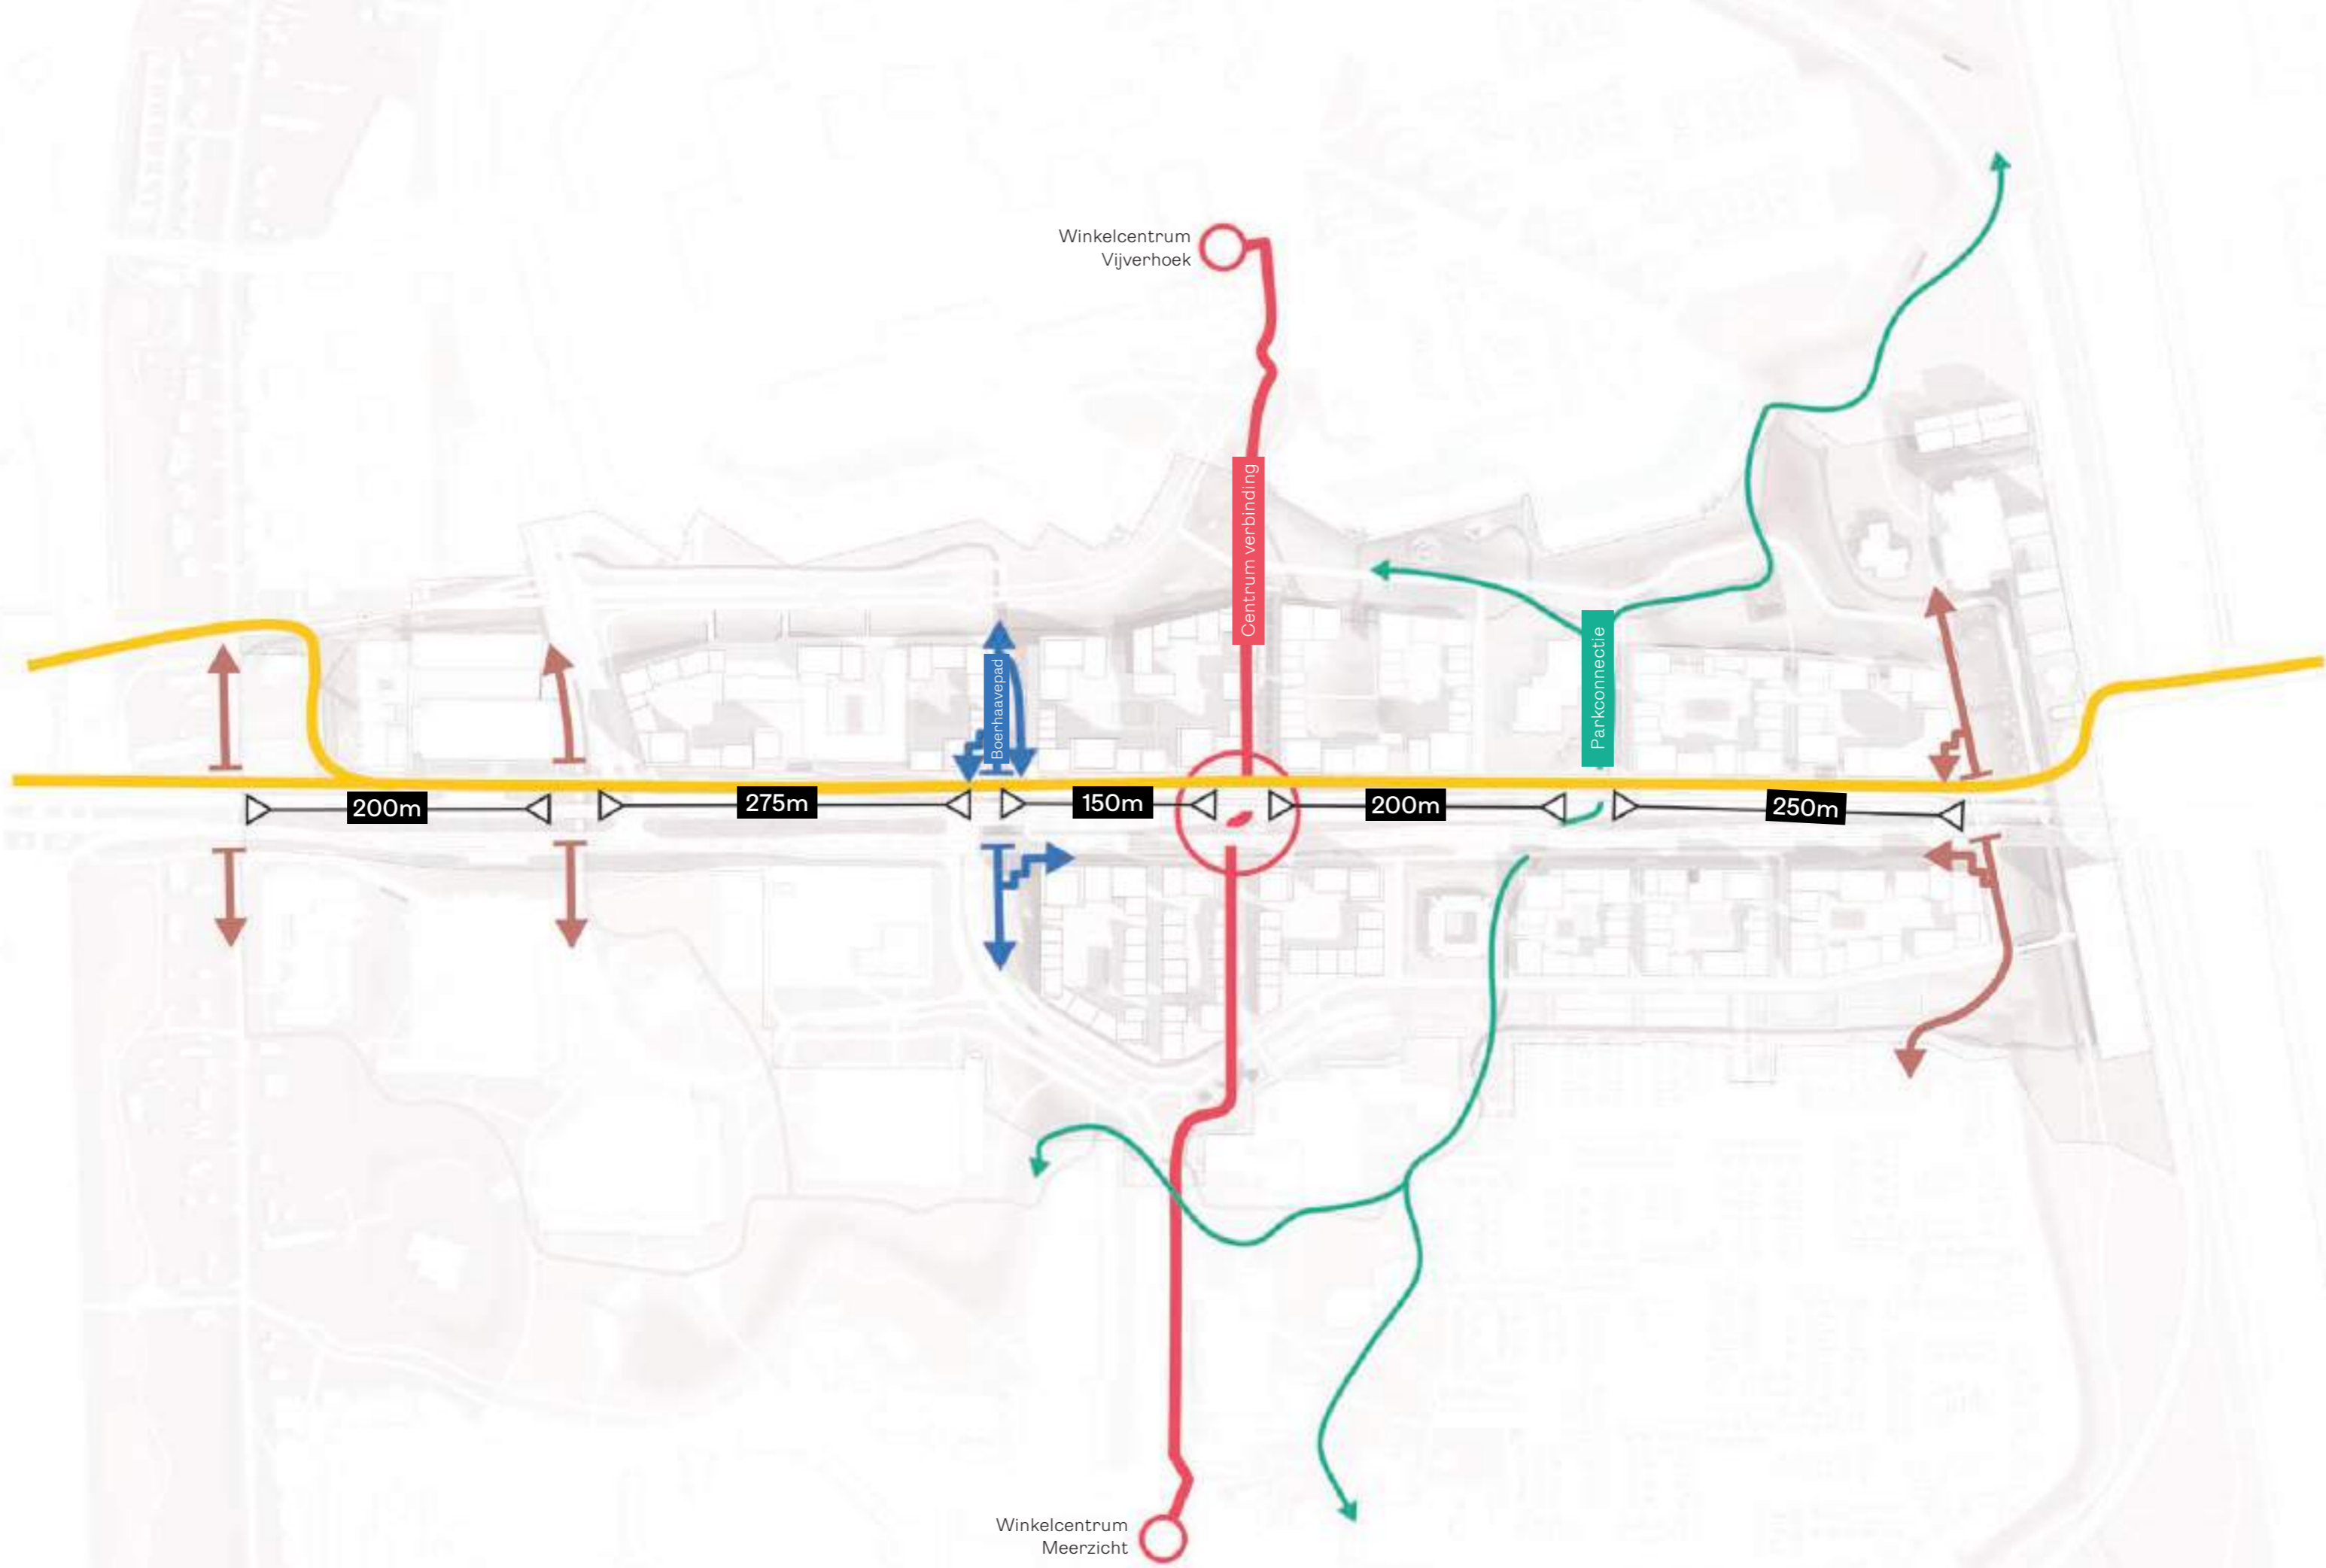 Winkelcentrum
Vijverhoek
Centrum verbinding
Parkconnectie
Boerhaavepad
200m
275m
150m
200m
250m
Winkelcentrum
Meerzicht